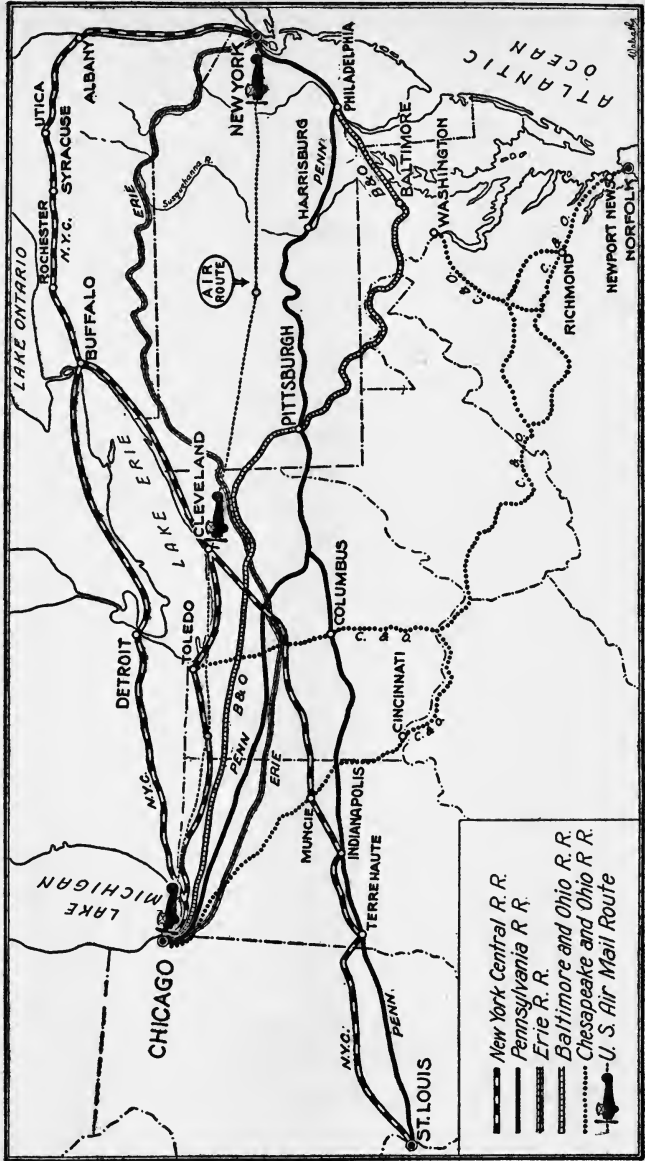 LAKE ONTARIO
ROCHESTER
N.Y.C.
SYRACUSE
UTICA
ALBANY
BUFFALO
LAKE ERIE
ERIE
Susquehanna R.
NEW YORK
AIR
ROUTE
HARRISBURG
PENN
PHILADELPHIA
B&O
BALTIMORE
WASHINGTON
ATLANTIC
OCEAN
C. & O.
C. & O.
RICHMOND
NEWPORT NEWS
NORFOLK
C. & O.
PITTSBURGH
CLEVELAND
DETROIT
TOLEDO
N.Y.C.
B & O
PENN
ERIE
COLUMBUS
C. & O.
CINCINNATI
C. & O.
MUNCIE
INDIANAPOLIS
TERRE HAUTE
LAKE
MICHIGAN
CHICAGO
N.Y.C.
PENN.
ST. LOUIS
New York Central R. R.
Pennsylvania R R.
Erie R. R.
Baltimore and Ohio R. R.
Chesapeake and Ohio R R.
U. S. Air Mail Route